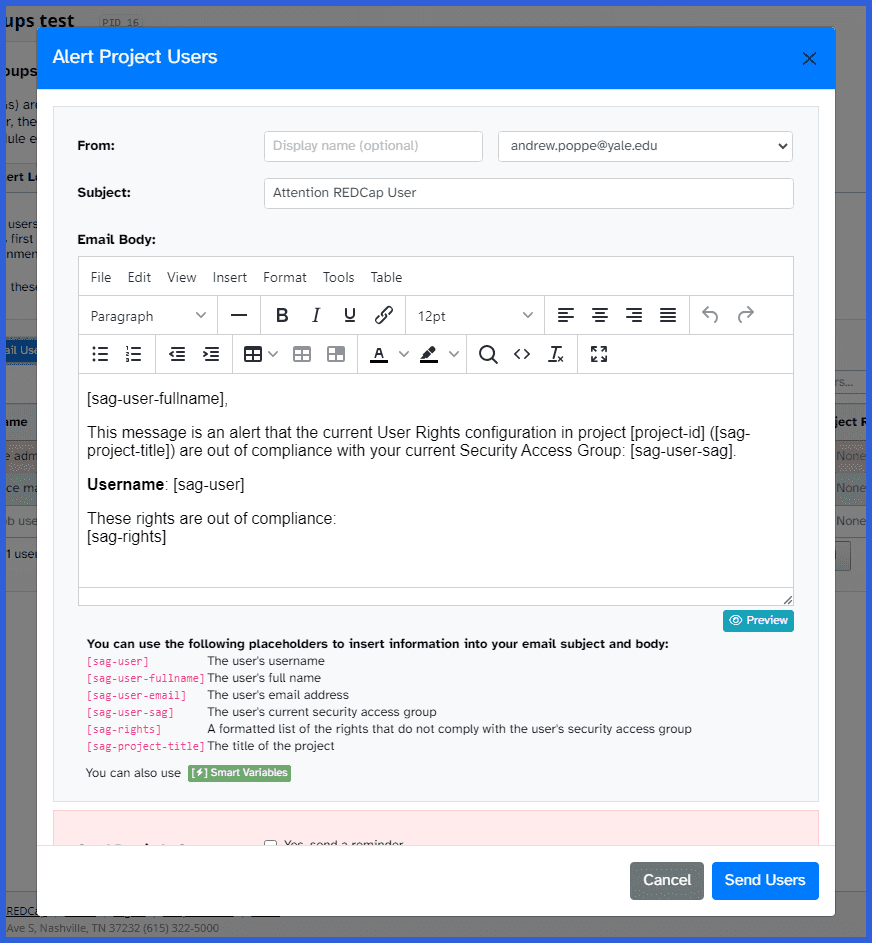 ups test PID 16
Alert Project Users
From: Display name (optional) andrew.poppe@yale.edu
Subject: Attention REDCap User
Email Body:
File Edit View Insert Format Tools Table
Paragraph B I U 12pt
A
[sag-user-fullname],
This message is an alert that the current User Rights configuration in project [project-id] ([sag-
project-title]) are out of compliance with your current Security Access Group: [sag-user-sag].
Username: [sag-user]
These rights are out of compliance:
[sag-rights]
Preview
You can use the following placeholders to insert information into your email subject and body:
[sag-user] The user's username
[sag-user-fullname] The user's full name
[sag-user-email] The user's email address
[sag-user-sag] The user's current security access group
[sag-rights] A formatted list of the rights that do not comply with the user's security access group
[sag-project-title] The title of the project
You can also use [⚡] Smart Variables
Yes, send a reminder
Cancel Send Users
Ave S, Nashville, TN 37232 (615) 322-5000